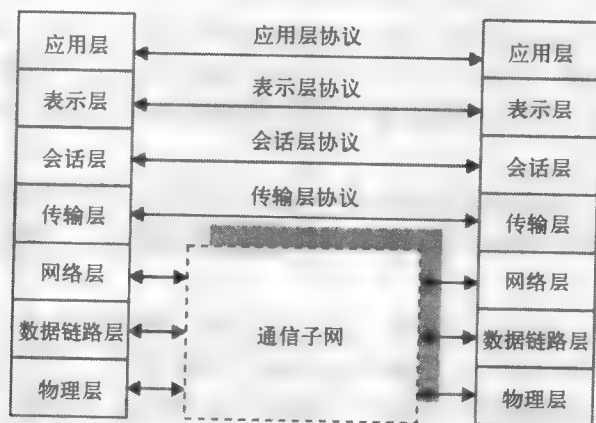 应用层 应用层协议 应用层
表示层 表示层协议 表示层
会话层 会话层协议 会话层
传输层 传输层协议 传输层
网络层 网络层
数据链路层 通信子网 数据链路层
物理层 物理层